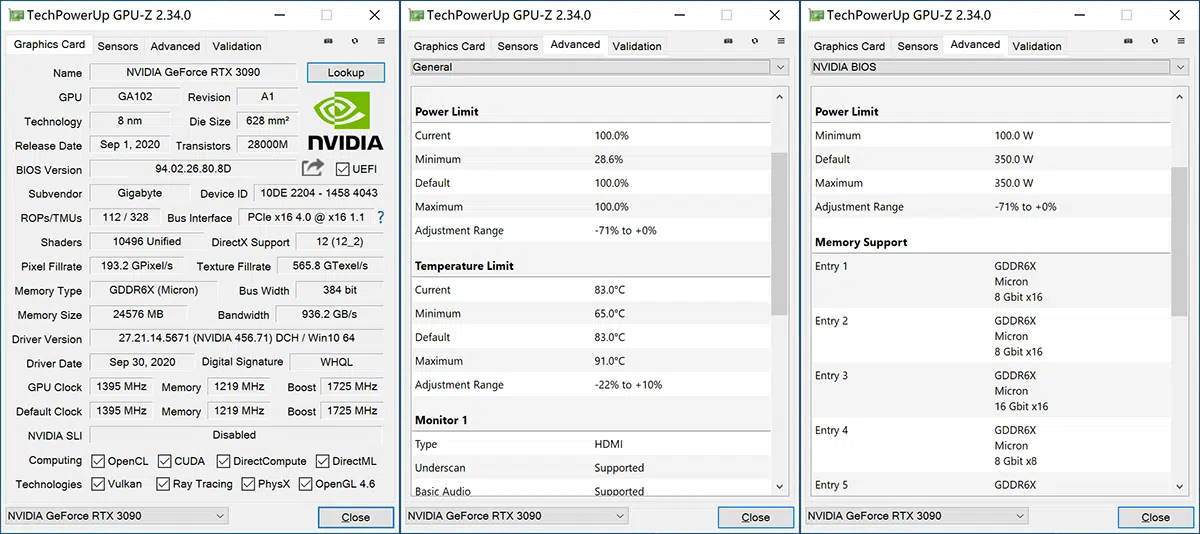 TechPowerUp GPU-Z 2.34.0
Graphics Card Sensors Advanced Validation
Name NVIDIA GeForce RTX 3090 Lookup
GPU GA102 Revision A1
Technology 8 nm Die Size 628 mm²
Release Date Sep 1, 2020 Transistors 28000M
NVIDIA
BIOS Version 94.02.26.80.8D UEFI
Subvendor Gigabyte Device ID 10DE 2204 - 1458 4043
ROPs/TMUs 112 / 328 Bus Interface PCIe x16 4.0 @ x16 1.1 ?
Shaders 10496 Unified DirectX Support 12 (12_2)
Pixel Fillrate 193.2 GPixel/s Texture Fillrate 565.8 GTexel/s
Memory Type GDDR6X (Micron) Bus Width 384 bit
Memory Size 24576 MB Bandwidth 936.2 GB/s
Driver Version 27.21.14.5671 (NVIDIA 456.71) DCH / Win10 64
Driver Date Sep 30, 2020 Digital Signature WHQL
GPU Clock 1395 MHz Memory 1219 MHz Boost 1725 MHz
Default Clock 1395 MHz Memory 1219 MHz Boost 1725 MHz
NVIDIA SLI Disabled
Computing OpenCL CUDA DirectCompute DirectML
Technologies Vulkan Ray Tracing PhysX OpenGL 4.6
NVIDIA GeForce RTX 3090 Close
TechPowerUp GPU-Z 2.34.0
Graphics Card Sensors Advanced Validation
General
Power Limit
Current 100.0%
Minimum 28.6%
Default 100.0%
Maximum 100.0%
Adjustment Range -71% to +0%
Temperature Limit
Current 83.0°C
Minimum 65.0°C
Default 83.0°C
Maximum 91.0°C
Adjustment Range -22% to +10%
Monitor 1
Type HDMI
Underscan Supported
Basic Audio Supported
NVIDIA GeForce RTX 3090 Close
TechPowerUp GPU-Z 2.34.0
Graphics Card Sensors Advanced Validation
NVIDIA BIOS
Power Limit
Minimum 100.0 W
Default 350.0 W
Maximum 350.0 W
Adjustment Range -71% to +0%
Memory Support
Entry 1 GDDR6X
Micron
8 Gbit x16
Entry 2 GDDR6X
Micron
8 Gbit x16
Entry 3 GDDR6X
Micron
16 Gbit x16
Entry 4 GDDR6X
Micron
8 Gbit x8
Entry 5 GDDR6X
NVIDIA GeForce RTX 3090 Close